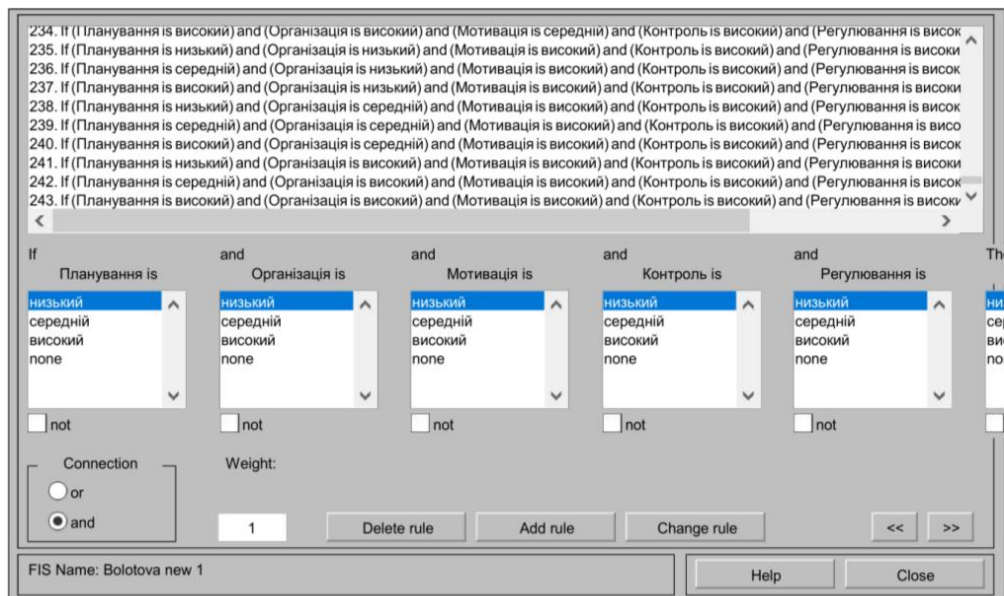 234. If (Планування is високий) and (Організація is високий) and (Мотивація is середній) and (Контроль is високий) and (Регулювання is висок
235. If (Планування is низький) and (Організація is низький) and (Мотивація is високий) and (Контроль is високий) and (Регулювання is високи
236. If (Планування is середній) and (Організація is низький) and (Мотивація is високий) and (Контроль is високий) and (Регулювання is висок
237. If (Планування is високий) and (Організація is низький) and (Мотивація is високий) and (Контроль is високий) and (Регулювання is високи
238. If (Планування is низький) and (Організація is середній) and (Мотивація is високий) and (Контроль is високий) and (Регулювання is висок
239. If (Планування is середній) and (Організація is середній) and (Мотивація is високий) and (Контроль is високий) and (Регулювання is висо
240. If (Планування is високий) and (Організація is середній) and (Мотивація is високий) and (Контроль is високий) and (Регулювання is висок
241. If (Планування is низький) and (Організація is високий) and (Мотивація is високий) and (Контроль is високий) and (Регулювання is високи
242. If (Планування is середній) and (Організація is високий) and (Мотивація is високий) and (Контроль is високий) and (Регулювання is висок
243. If (Планування is високий) and (Організація is високий) and (Мотивація is високий) and (Контроль is високий) and (Регулювання is високи
If and and and and The
Планування is Організація is Мотивація is Контроль is Регулювання is
низький низький низький низький низький ни
середній середній середній середній середній се
високий високий високий високий високий ви
none none none none none no
not not not not not
Connection Weight:
or
and 1 Delete rule Add rule Change rule << >>
FIS Name: Bolotova new 1 Help Close